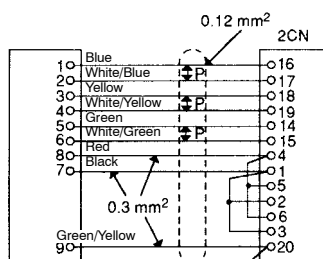 0.12 mm²
2CN
Blue
1 16
White/Blue
P
2 17
Yellow
3 18
White/Yellow
P
4 19
Green
5 14
White/Green
P
6 15
Red
8 4
Black
7 1
5
2
0.3 mm²
6
3
Green/Yellow
9 20